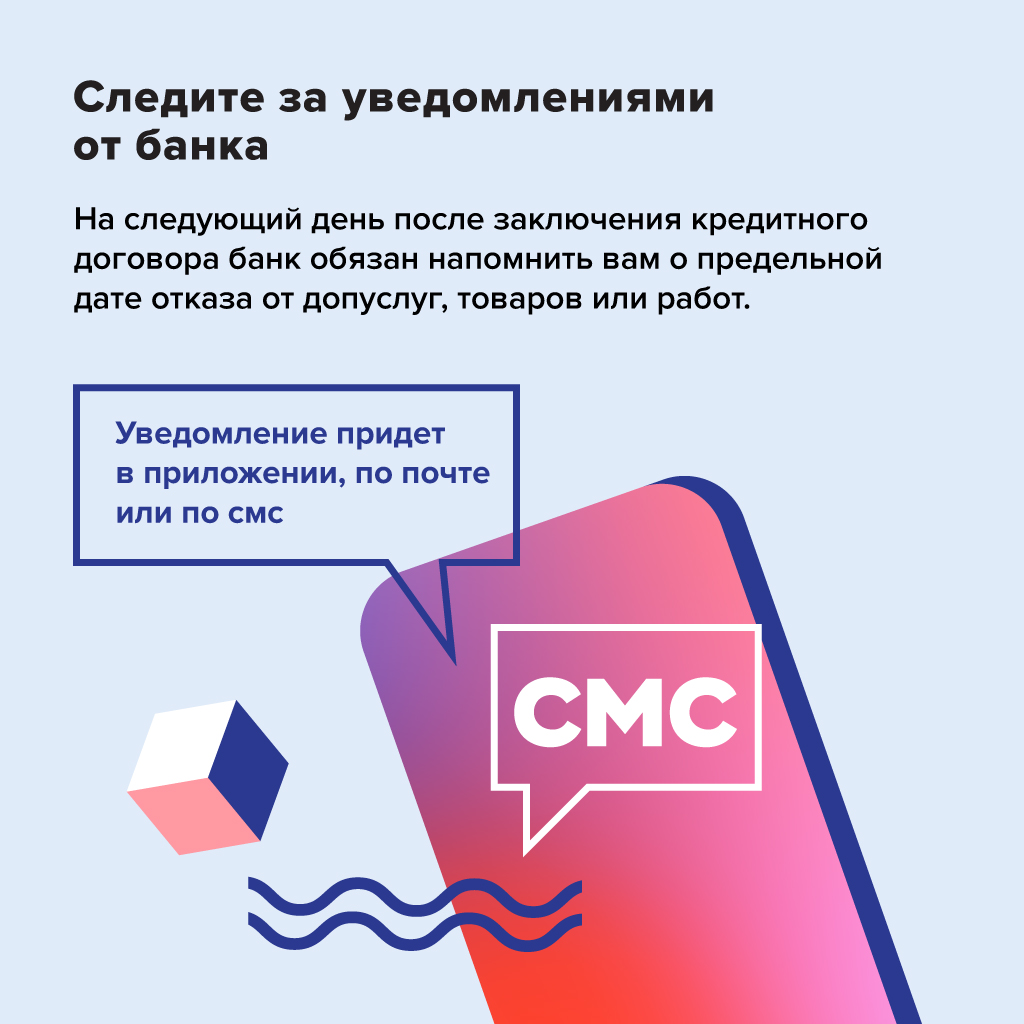 Следите за уведомлениями
от банка
На следующий день после заключения кредитного
договора банк обязан напомнить вам о предельной
дате отказа от допуслуг, товаров или работ.
Уведомление придет
в приложении, по почте
или по смс
СМС